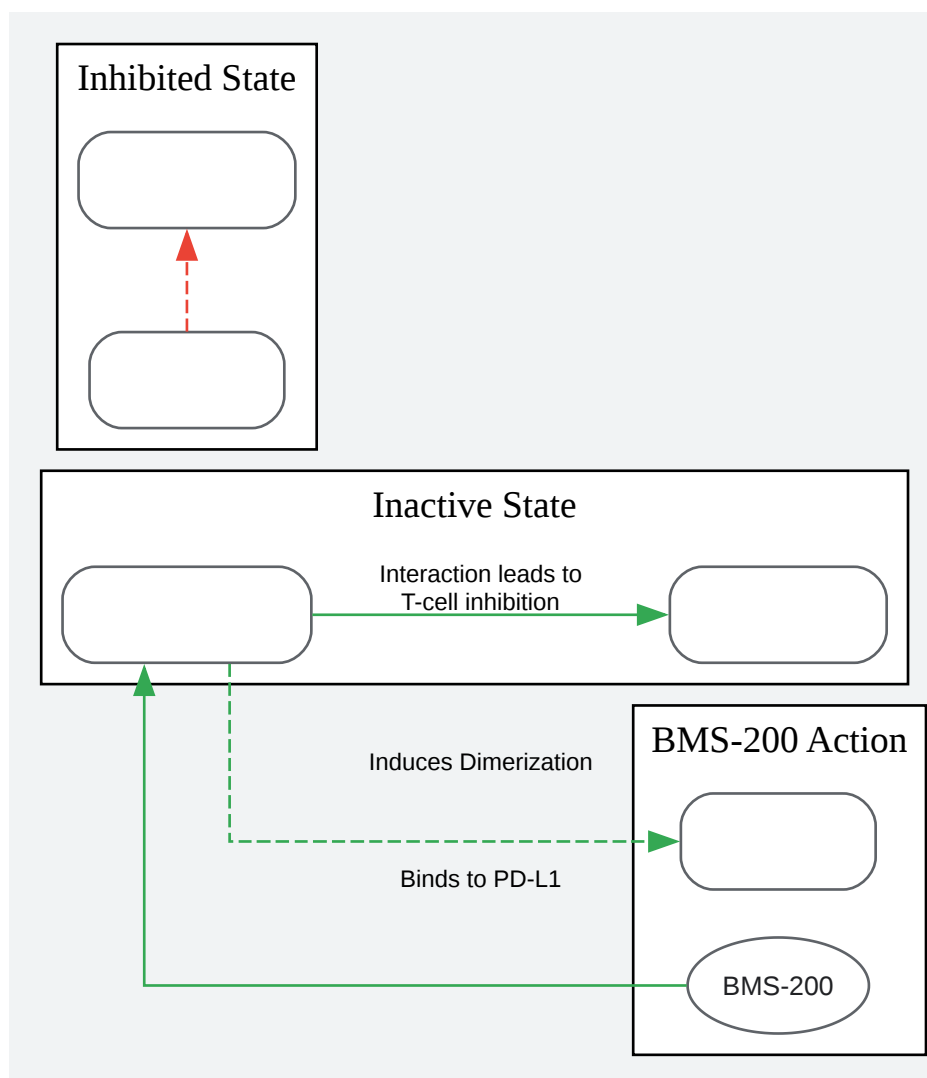 Inhibited State
Inactive State
Interaction leads to
T-cell inhibition
BMS-200 Action
Induces Dimerization
Binds to PD-L1
BMS-200